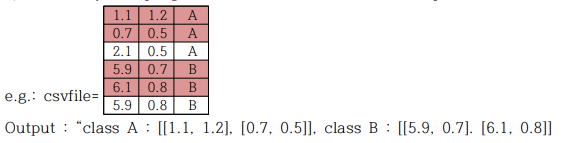 1.1 1.2 A
0.7 0.5 A
2.1 0.5 A
5.9 0.7 B
6.1 0.8 B
e.g.: csvfile= 5.9 0.8 B
Output : “class A : [[1.1, 1.2], [0.7, 0.5]], class B : [[5.9, 0.7]. [6.1, 0.8]]